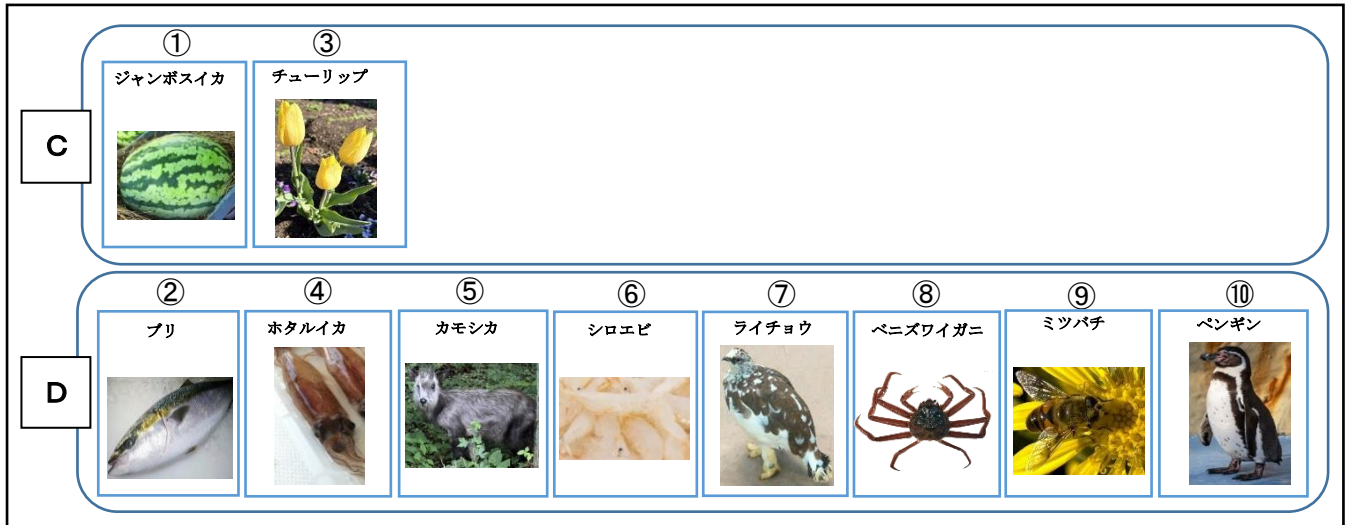 C
①
ジャンボスイカ
③
チューリップ
D
②
ブリ
④
ホタルイカ
⑤
カモシカ
⑥
シロエビ
⑦
ライチョウ
⑧
ベニズワイガニ
⑨
ミツバチ
⑩
ペンギン